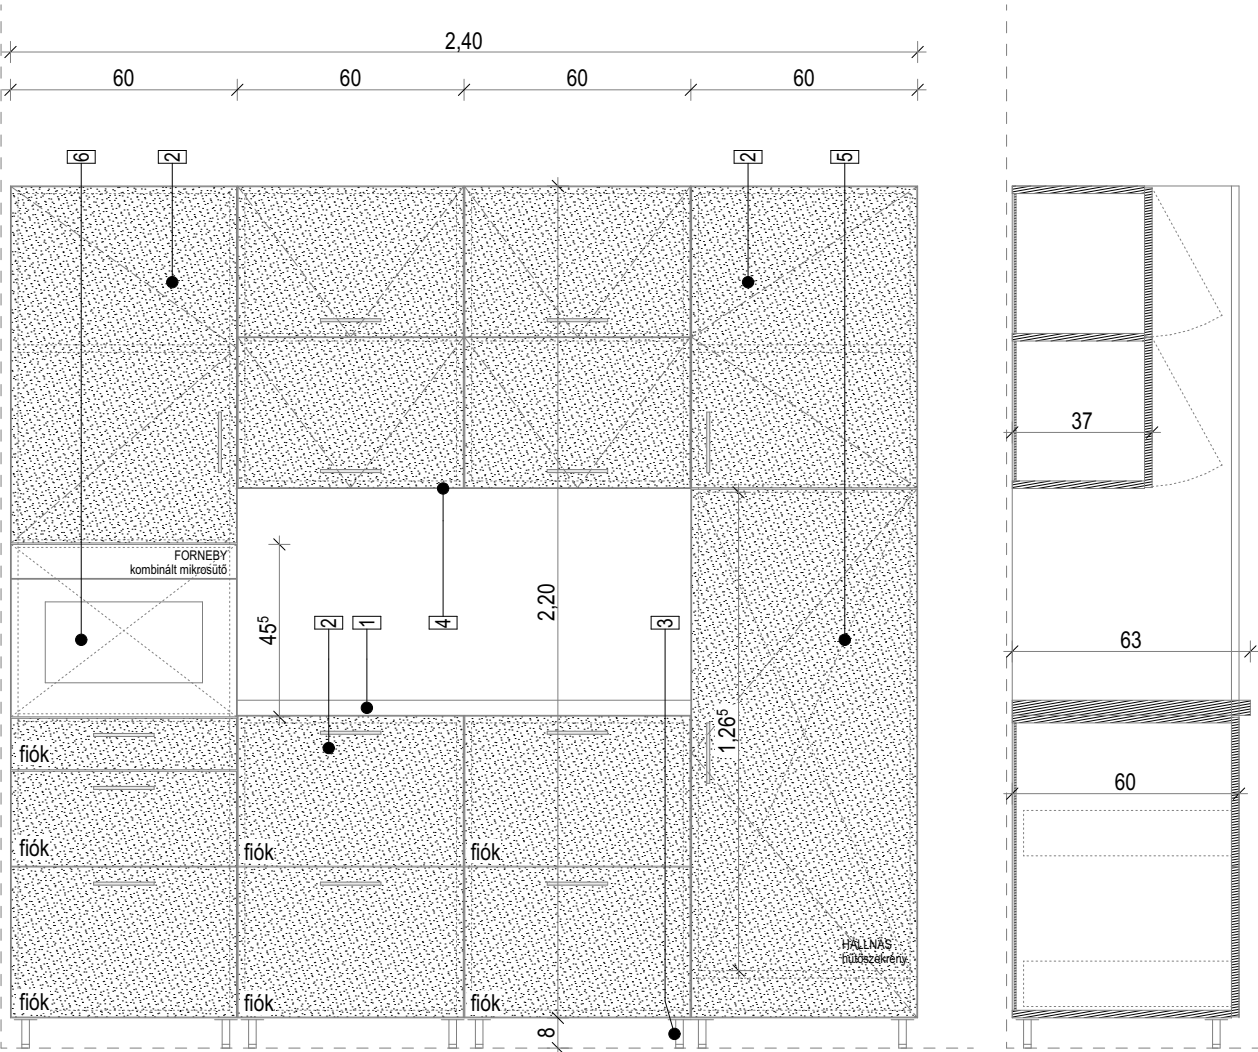 2,40
60
60
60
60
6
2
2
5
37
FORNEBY
kombinált mikrosütő
45⁵
2
1
4
2,20
3
63
1,26⁵
fiók
60
fiók
fiók
fiók
HÄLLNÄS
hűtőszekrény
fiók
fiók
fiók
8